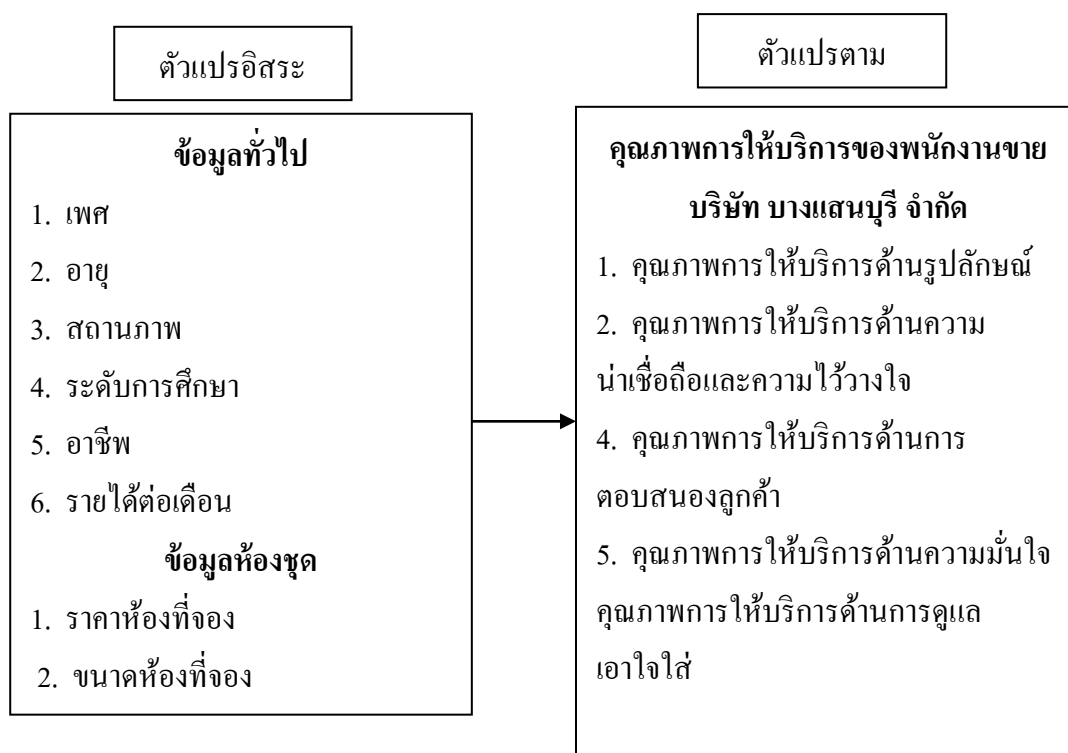 ตัวแปรอิสระ
ข้อมูลทั่วไป
1. เพศ
2. อายุ
3. สถานภาพ
4. ระดับการศึกษา
5. อาชีพ
6. รายได้ต่อเดือน
ข้อมูลห้องชุด
1. ราคาห้องที่จอง
2. ขนาดห้องที่จอง
ตัวแปรตาม
คุณภาพการให้บริการของพนักงานขาย
บริษัท บางแสนบุรี จำกัด
1. คุณภาพการให้บริการด้านรูปลักษณ์
2. คุณภาพการให้บริการด้านความ
น่าเชื่อถือและความไว้วางใจ
4. คุณภาพการให้บริการด้านการ
ตอบสนองลูกค้า
5. คุณภาพการให้บริการด้านความมั่นใจ
คุณภาพการให้บริการด้านการดูแล
เอาใจใส่